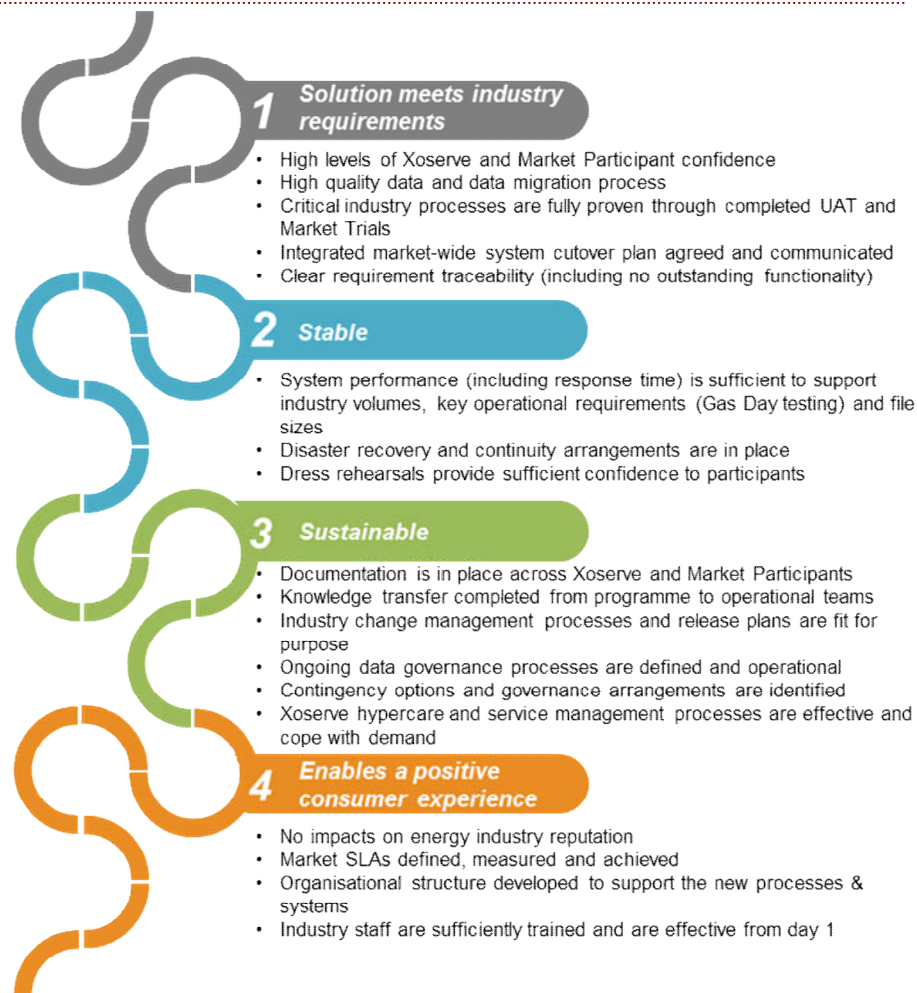 1 Solution meets industry
requirements
• High levels of Xoserve and Market Participant confidence
• High quality data and data migration process
• Critical industry processes are fully proven through completed UAT and
Market Trials
• Integrated market-wide system cutover plan agreed and communicated
• Clear requirement traceability (including no outstanding functionality)
2 Stable
• System performance (including response time) is sufficient to support
industry volumes, key operational requirements (Gas Day testing) and file
sizes
• Disaster recovery and continuity arrangements are in place
• Dress rehearsals provide sufficient confidence to participants
3 Sustainable
• Documentation is in place across Xoserve and Market Participants
• Knowledge transfer completed from programme to operational teams
• Industry change management processes and release plans are fit for
purpose
• Ongoing data governance processes are defined and operational
• Contingency options and governance arrangements are identified
• Xoserve hypercare and service management processes are effective and
cope with demand
4 Enables a positive
consumer experience
• No impacts on energy industry reputation
• Market SLAs defined, measured and achieved
• Organisational structure developed to support the new processes &
systems
• Industry staff are sufficiently trained and are effective from day 1